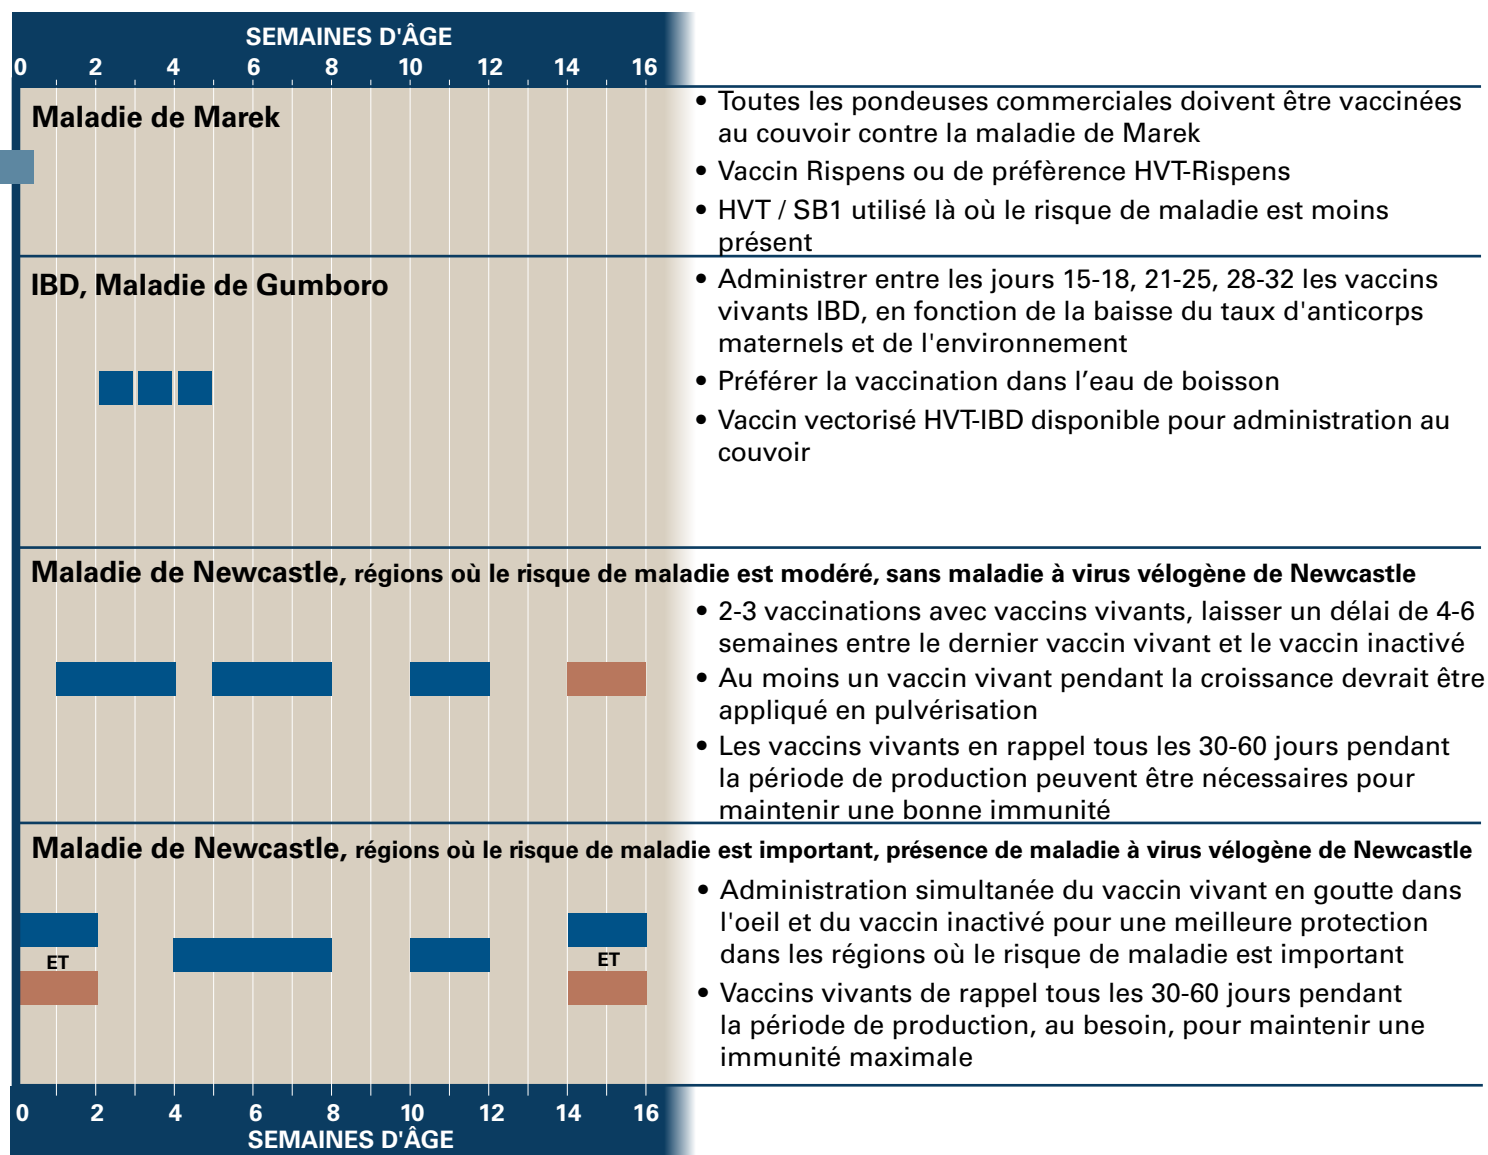 SEMAINES D'ÂGE
0 2 4 6 8 10 12 14 16
Maladie de Marek
• Toutes les pondeuses commerciales doivent être vaccinées
au couvoir contre la maladie de Marek
• Vaccin Rispens ou de préfèrence HVT-Rispens
• HVT / SB1 utilisé là où le risque de maladie est moins
présent
IBD, Maladie de Gumboro
• Administrer entre les jours 15-18, 21-25, 28-32 les vaccins
vivants IBD, en fonction de la baisse du taux d'anticorps
maternels et de l'environnement
• Préférer la vaccination dans l’eau de boisson
• Vaccin vectorisé HVT-IBD disponible pour administration au
couvoir
Maladie de Newcastle, régions où le risque de maladie est modéré, sans maladie à virus vélogène de Newcastle
• 2-3 vaccinations avec vaccins vivants, laisser un délai de 4-6
semaines entre le dernier vaccin vivant et le vaccin inactivé
• Au moins un vaccin vivant pendant la croissance devrait être
appliqué en pulvérisation
• Les vaccins vivants en rappel tous les 30-60 jours pendant
la période de production peuvent être nécessaires pour
maintenir une bonne immunité
Maladie de Newcastle, régions où le risque de maladie est important, présence de maladie à virus vélogène de Newcastle
ET
ET
• Administration simultanée du vaccin vivant en goutte dans
l'oeil et du vaccin inactivé pour une meilleure protection
dans les régions où le risque de maladie est important
• Vaccins vivants de rappel tous les 30-60 jours pendant
la période de production, au besoin, pour maintenir une
immunité maximale
0 2 4 6 8 10 12 14 16
SEMAINES D'ÂGE